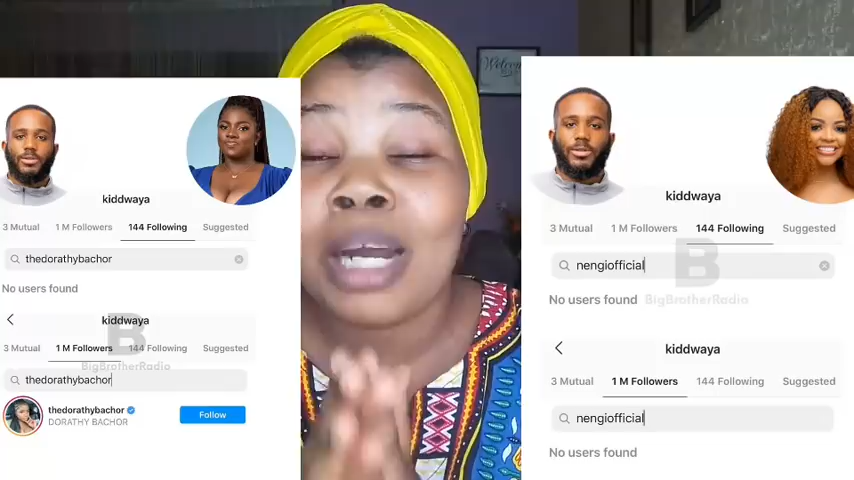 kiddwaya
3 Mutual 1 M Followers 144 Following Suggested
thedorathybachor
No users found
kiddwaya
3 Mutual 1 M Followers 144 Following Suggested
B
BigBrotherRadio
thedorathybachor
thedorathybachor
DORATHY BACHOR
Follow
Welcome
kiddwaya
3 Mutual 1 M Followers 144 Following Suggested
nengiofficial
B
No users found
BigBrotherRadio
kiddwaya
3 Mutual 1 M Followers 144 Following Suggested
nengiofficial
No users found